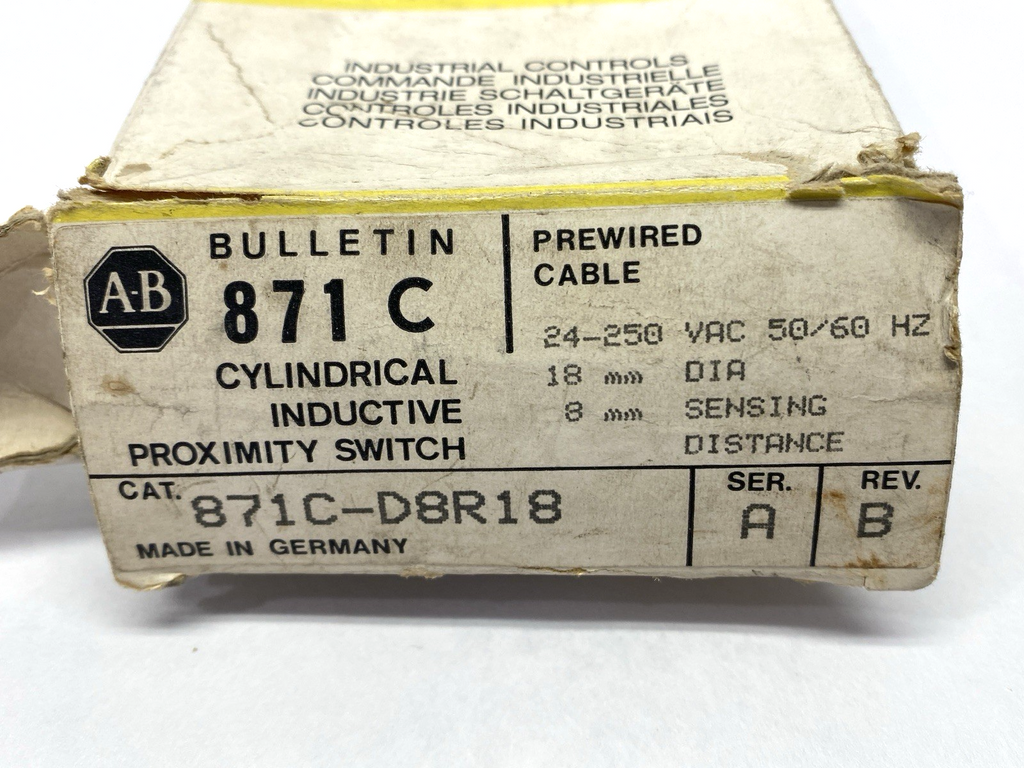 INDUSTRIAL CONTROLS
COMMANDE INDUSTRIELLE
INDUSTRIE SCHALTGERÄTE
CONTROLES INDUSTRIALES
CONTRÔLES INDUSTRIAIS
A-B
BULLETIN
871 C
CYLINDRICAL
INDUCTIVE
PROXIMITY SWITCH
PREWIRED
CABLE
24-250 VAC 50/60 HZ
18 mm DIA
8 mm SENSING
DISTANCE
CAT. 871C-D8R18
MADE IN GERMANY
SER.
A
REV.
B